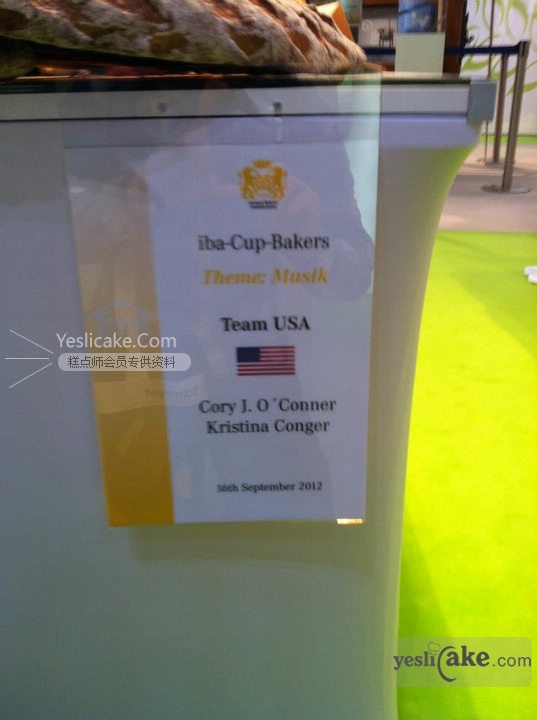 iba-Cup-Bakers
Theme: Musik
Team USA
Cory J. O´Conner
Kristina Conger
16th September 2012
Yeslicake.Com
糕点师会员专供资料
yeslicake.com